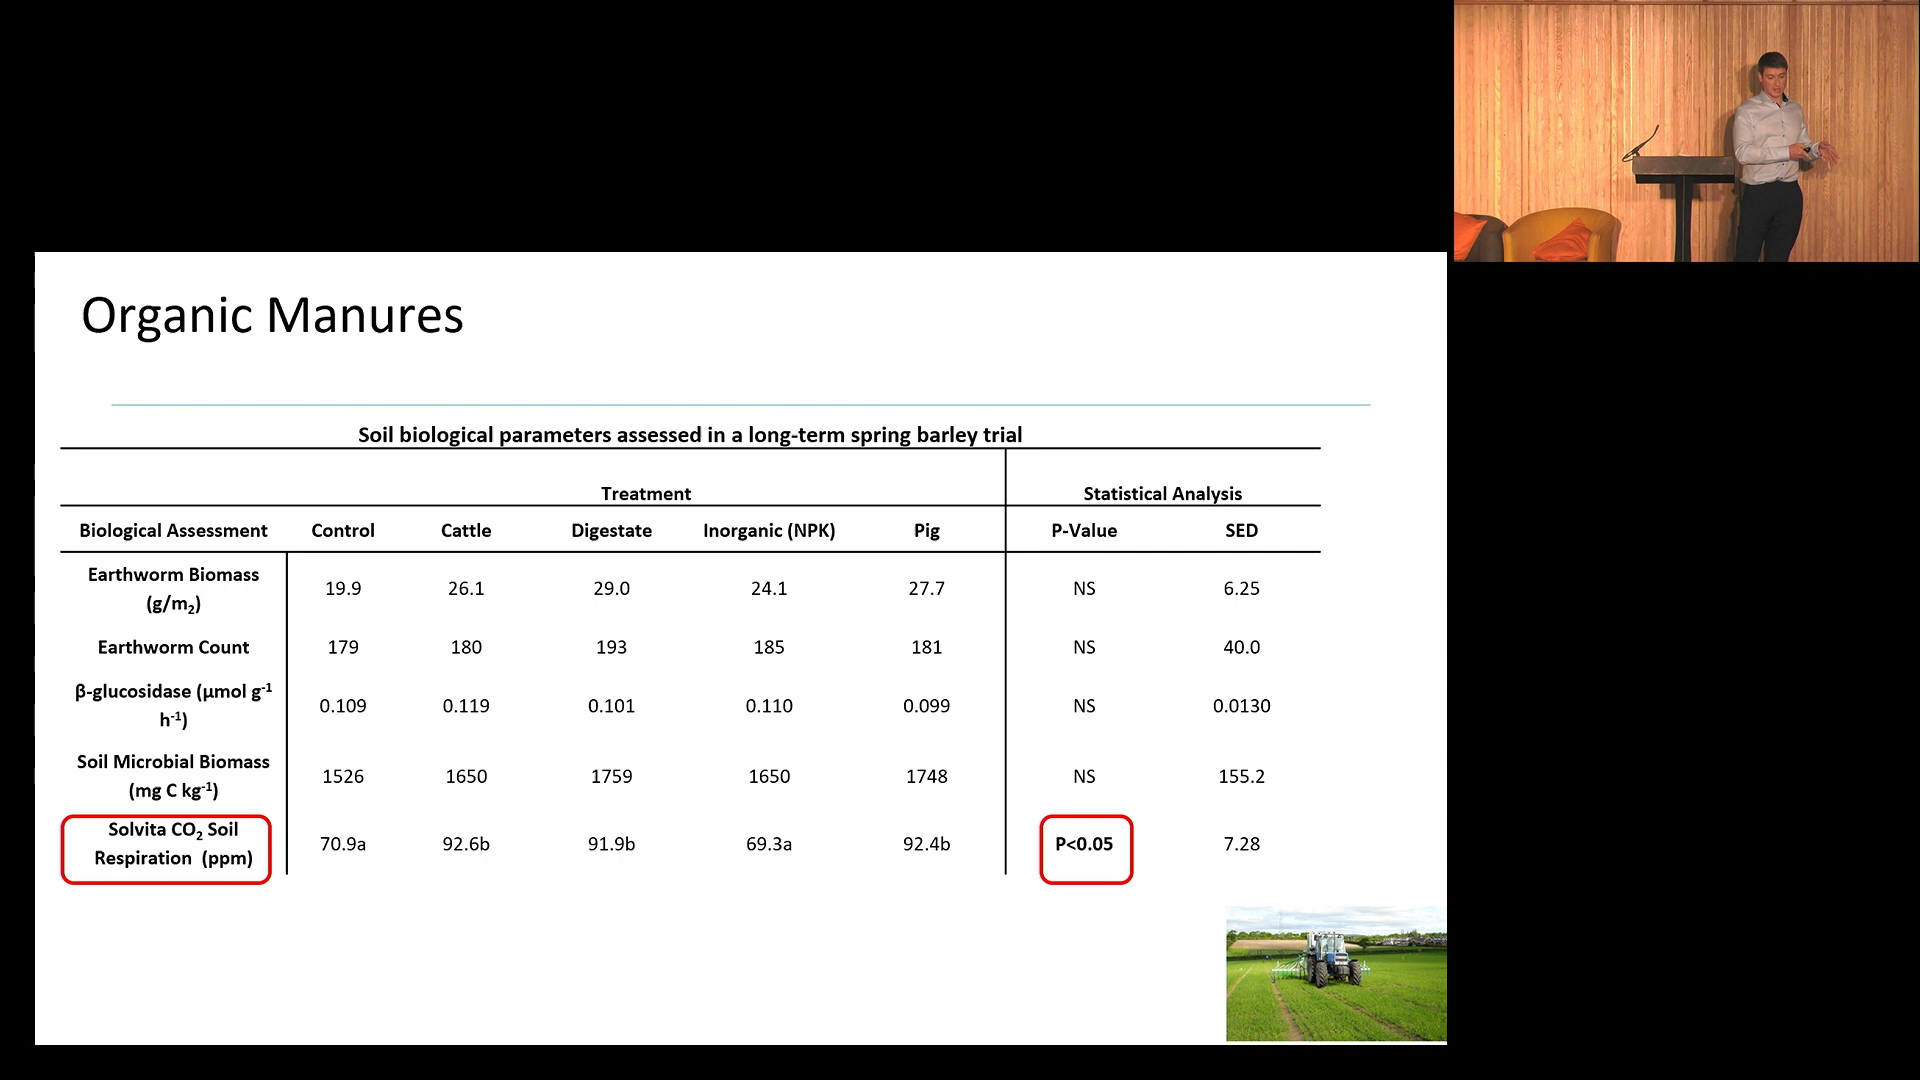 Organic Manures
Soil biological parameters assessed in a long-term spring barley trial
Treatment Statistical Analysis
Biological Assessment Control Cattle Digestate Inorganic (NPK) Pig P-Value SED
Earthworm Biomass
(g/m₂) 19.9 26.1 29.0 24.1 27.7 NS 6.25
Earthworm Count 179 180 193 185 181 NS 40.0
β-glucosidase (µmol g⁻¹
h⁻¹) 0.109 0.119 0.101 0.110 0.099 NS 0.0130
Soil Microbial Biomass
(mg C kg⁻¹) 1526 1650 1759 1650 1748 NS 155.2
Solvita CO₂ Soil
Respiration (ppm) 70.9a 92.6b 91.9b 69.3a 92.4b P<0.05 7.28